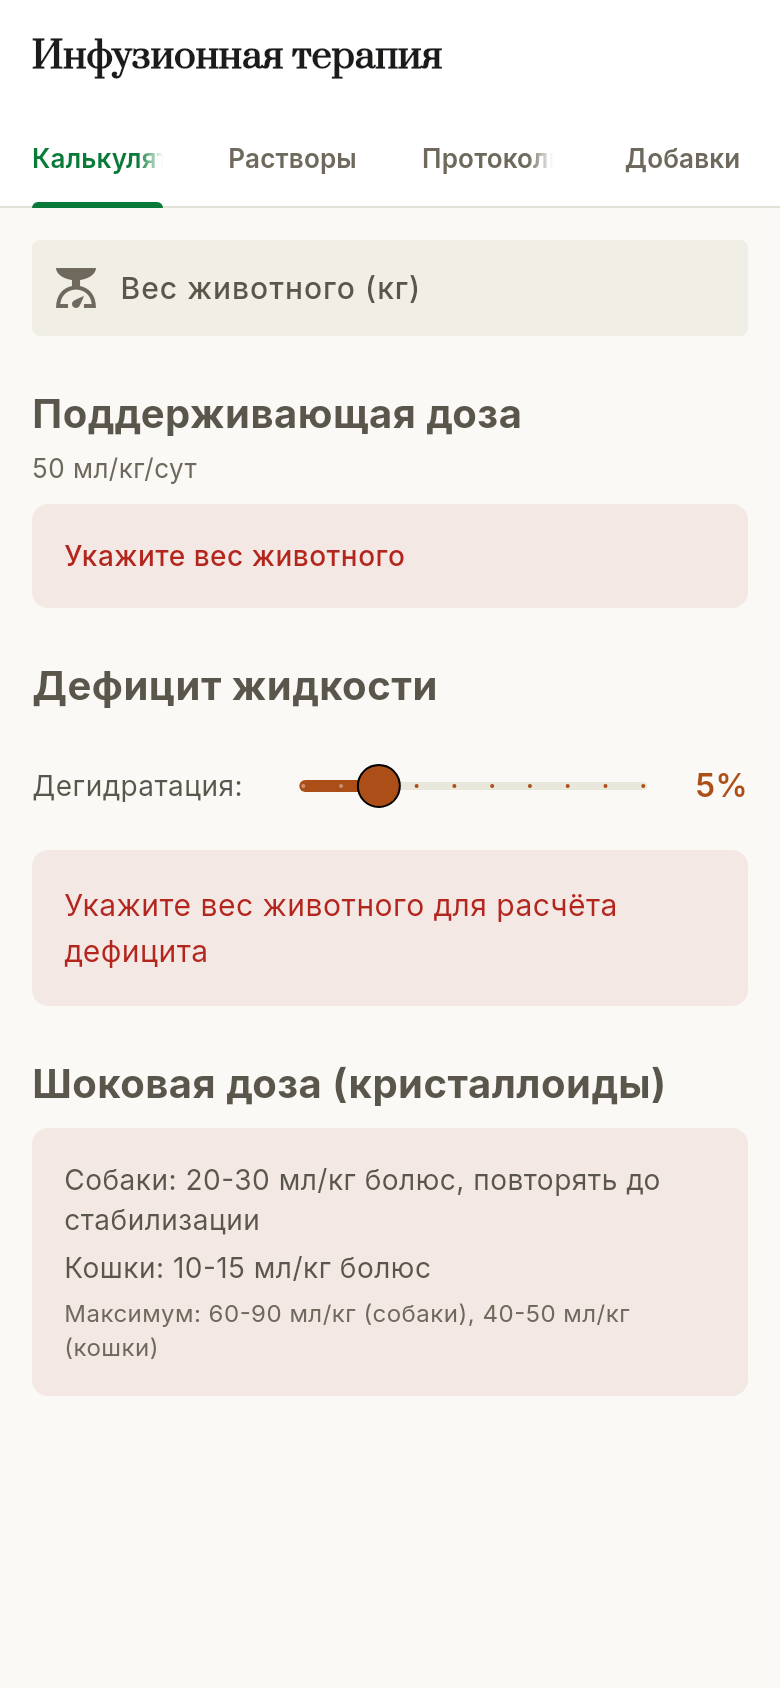 Инфузионная терапия
Калькуля
Растворы
Протокол
Добавки
Вес животного (кг)
Поддерживающая доза
50 мл/кг/сут
Укажите вес животного
Дефицит жидкости
Дегидратация:
5%
Укажите вес животного для расчёта
дефицита
Шоковая доза (кристаллоиды)
Собаки: 20-30 мл/кг болюс, повторять до
стабилизации
Кошки: 10-15 мл/кг болюс
Максимум: 60-90 мл/кг (собаки), 40-50 мл/кг
(кошки)